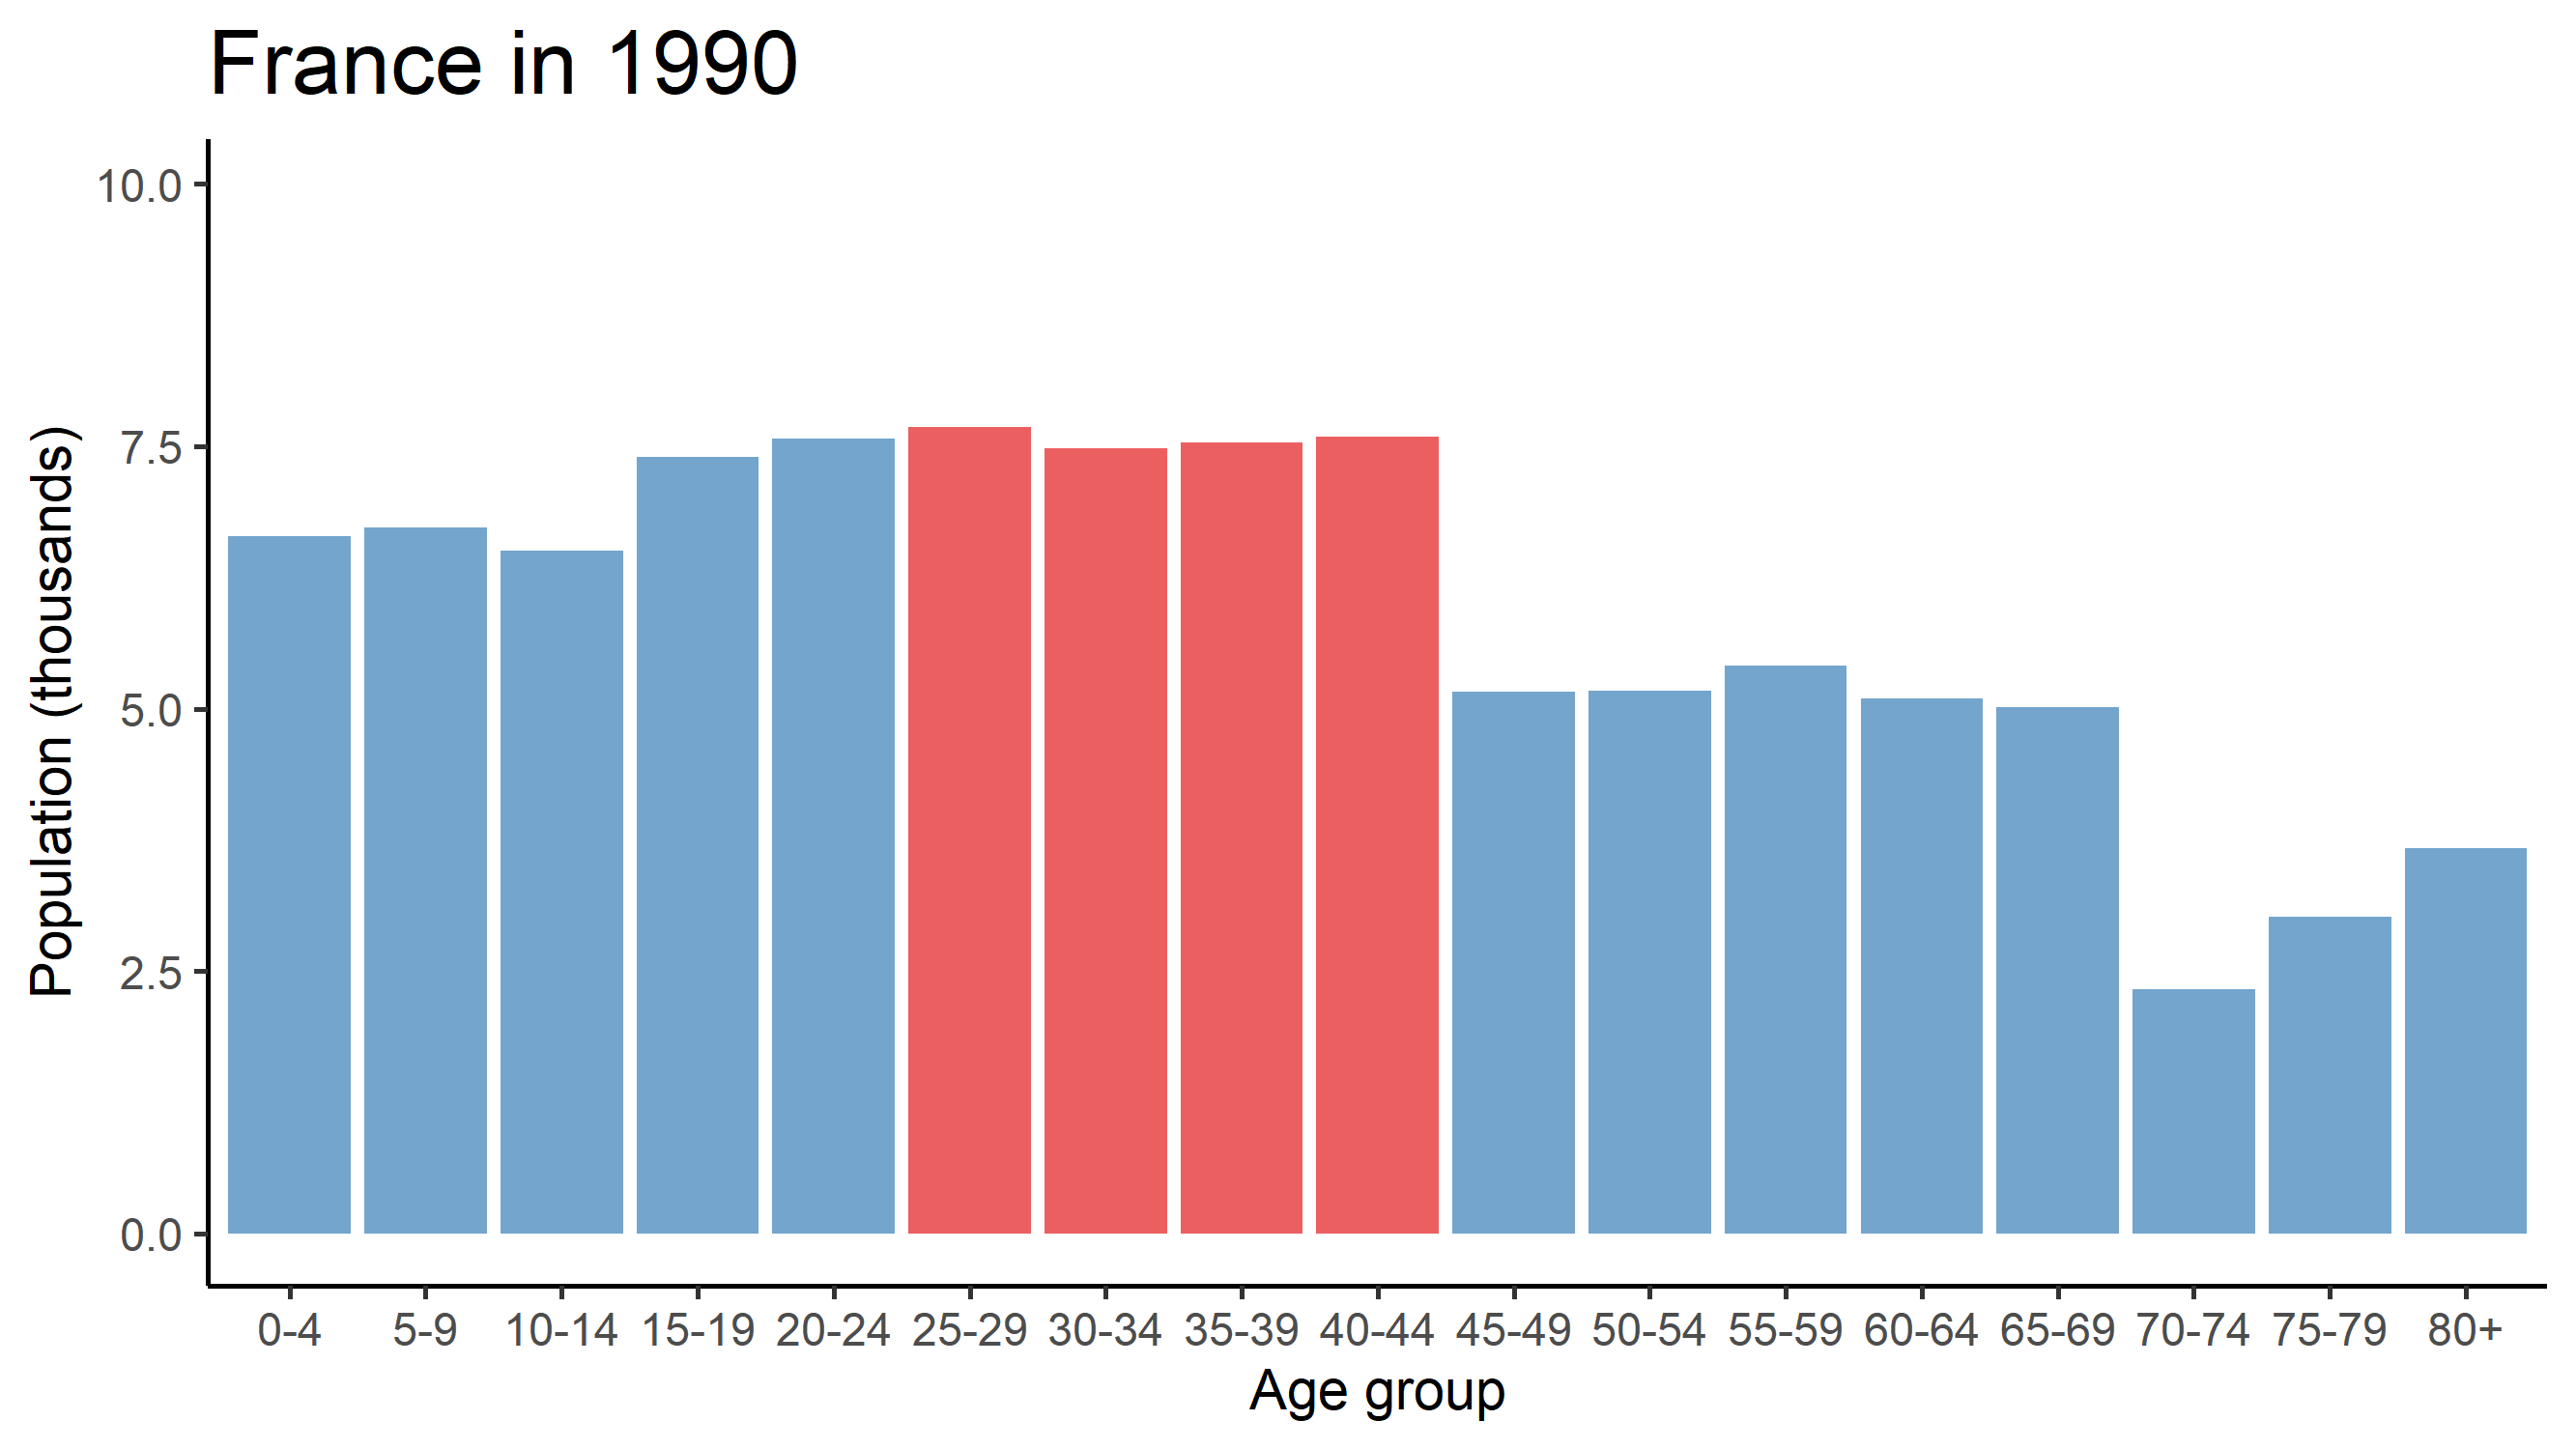 France in 1990
Population (thousands)
10.0
7.5
5.0
2.5
0.0
0-4 5-9 10-14 15-19 20-24 25-29 30-34 35-39 40-44 45-49 50-54 55-59 60-64 65-69 70-74 75-79 80+
Age group